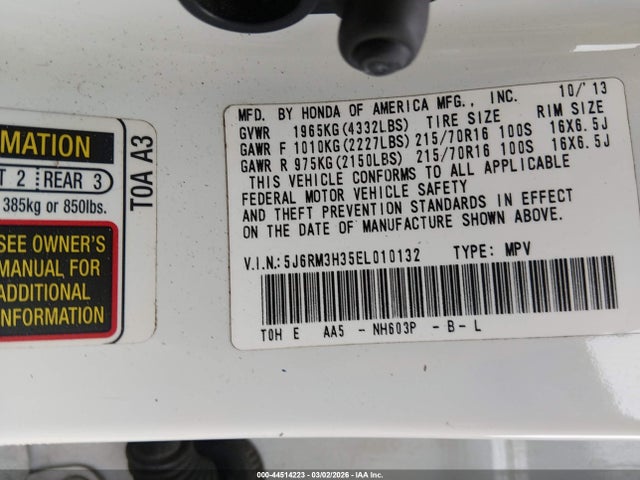 MATION
T 2 REAR 3
385kg or 850lbs.
SEE OWNER'S
MANUAL FOR
ADDITIONAL
INFORMATION
TOA A3
MFD. BY HONDA OF AMERICA MFG., INC. 10/'13
GVWR 1965KG(4332LBS) TIRE SIZE RIM SIZE
GAWR F 1010KG(2227LBS) 215/70R16 100S 16X6.5J
GAWR R 975KG(2150LBS) 215/70R16 100S 16X6.5J
THIS VEHICLE CONFORMS TO ALL APPLICABLE
FEDERAL MOTOR VEHICLE SAFETY
AND THEFT PREVENTION STANDARDS IN EFFECT
ON THE DATE OF MANUFACTURE SHOWN ABOVE.
V.I.N.:5J6RM3H35EL010132 TYPE: MPV
TOH E AA5 - NH603P - B - L
000-44514223 - 03/02/2026 - IAA Inc.